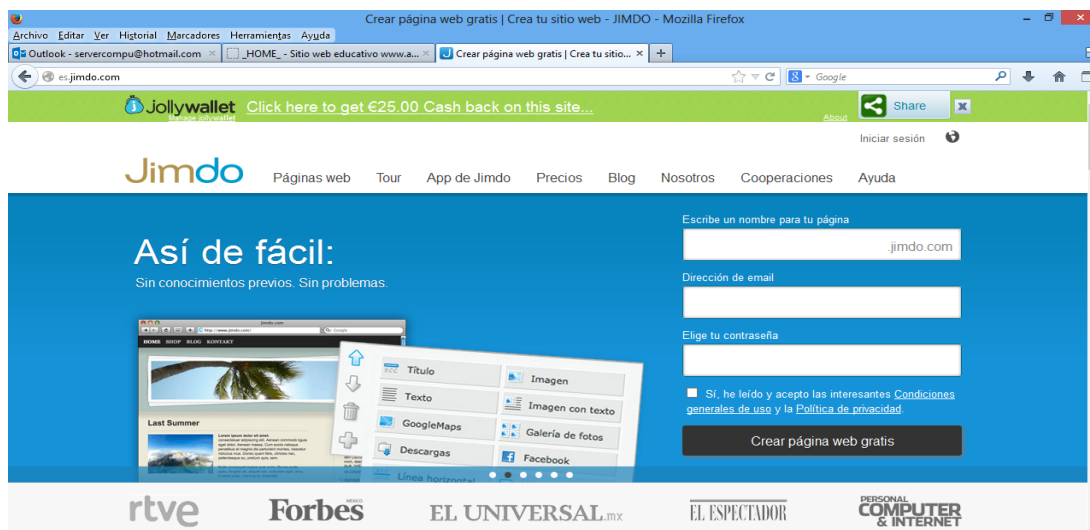 Crear página web gratis | Crea tu sitio web - JIMDO - Mozilla Firefox
Archivo Editar Ver Historial Marcadores Herramientas Ayuda
Outlook - servercompu@hotmail.com
_HOME_ - Sitio web educativo www.a...
Crear página web gratis | Crea tu sitio...
es.jimdo.com
Google
Jollywallet
Manage jollywallet
Click here to get €25.00 Cash back on this site...
About
Share
Iniciar sesión
Jimdo
Páginas web Tour App de Jimdo Precios Blog Nosotros Cooperaciones Ayuda
Así de fácil:
Sin conocimientos previos. Sin problemas.
Escribe un nombre para tu página
.jimdo.com
Dirección de email
Elige tu contraseña
Sí, he leído y acepto las interesantes Condiciones
generales de uso y la Política de privacidad.
Crear página web gratis
HOME SHOP BLOG KONTAKT
Last Summer
Título
Imagen
Texto
Imagen con texto
GoogleMaps
Galería de fotos
Descargas
Facebook
Línea horizontal
rtve
Forbes
MÉXICO
EL UNIVERSAL.mx
EL ESPECTADOR
PERSONAL
COMPUTER
& INTERNET